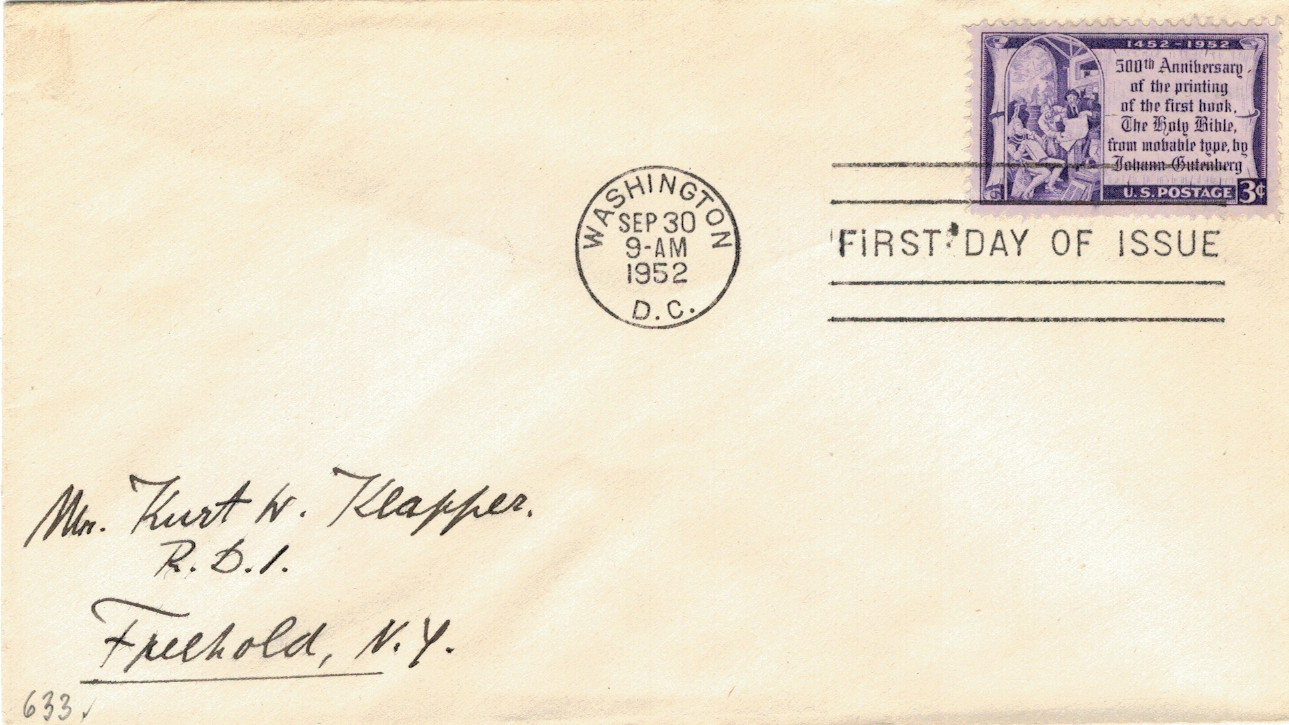 1452-1952
500th Anniversary
of the printing
of the first book,
The Holy Bible,
from movable type, by
Johann Gutenberg
U.S. POSTAGE 3¢
WASHINGTON
SEP 30
9-AM
1952
D.C.
FIRST DAY OF ISSUE
Mr. Kurt W. Klapper.
R.D.1.
Freehold, N.Y.
633